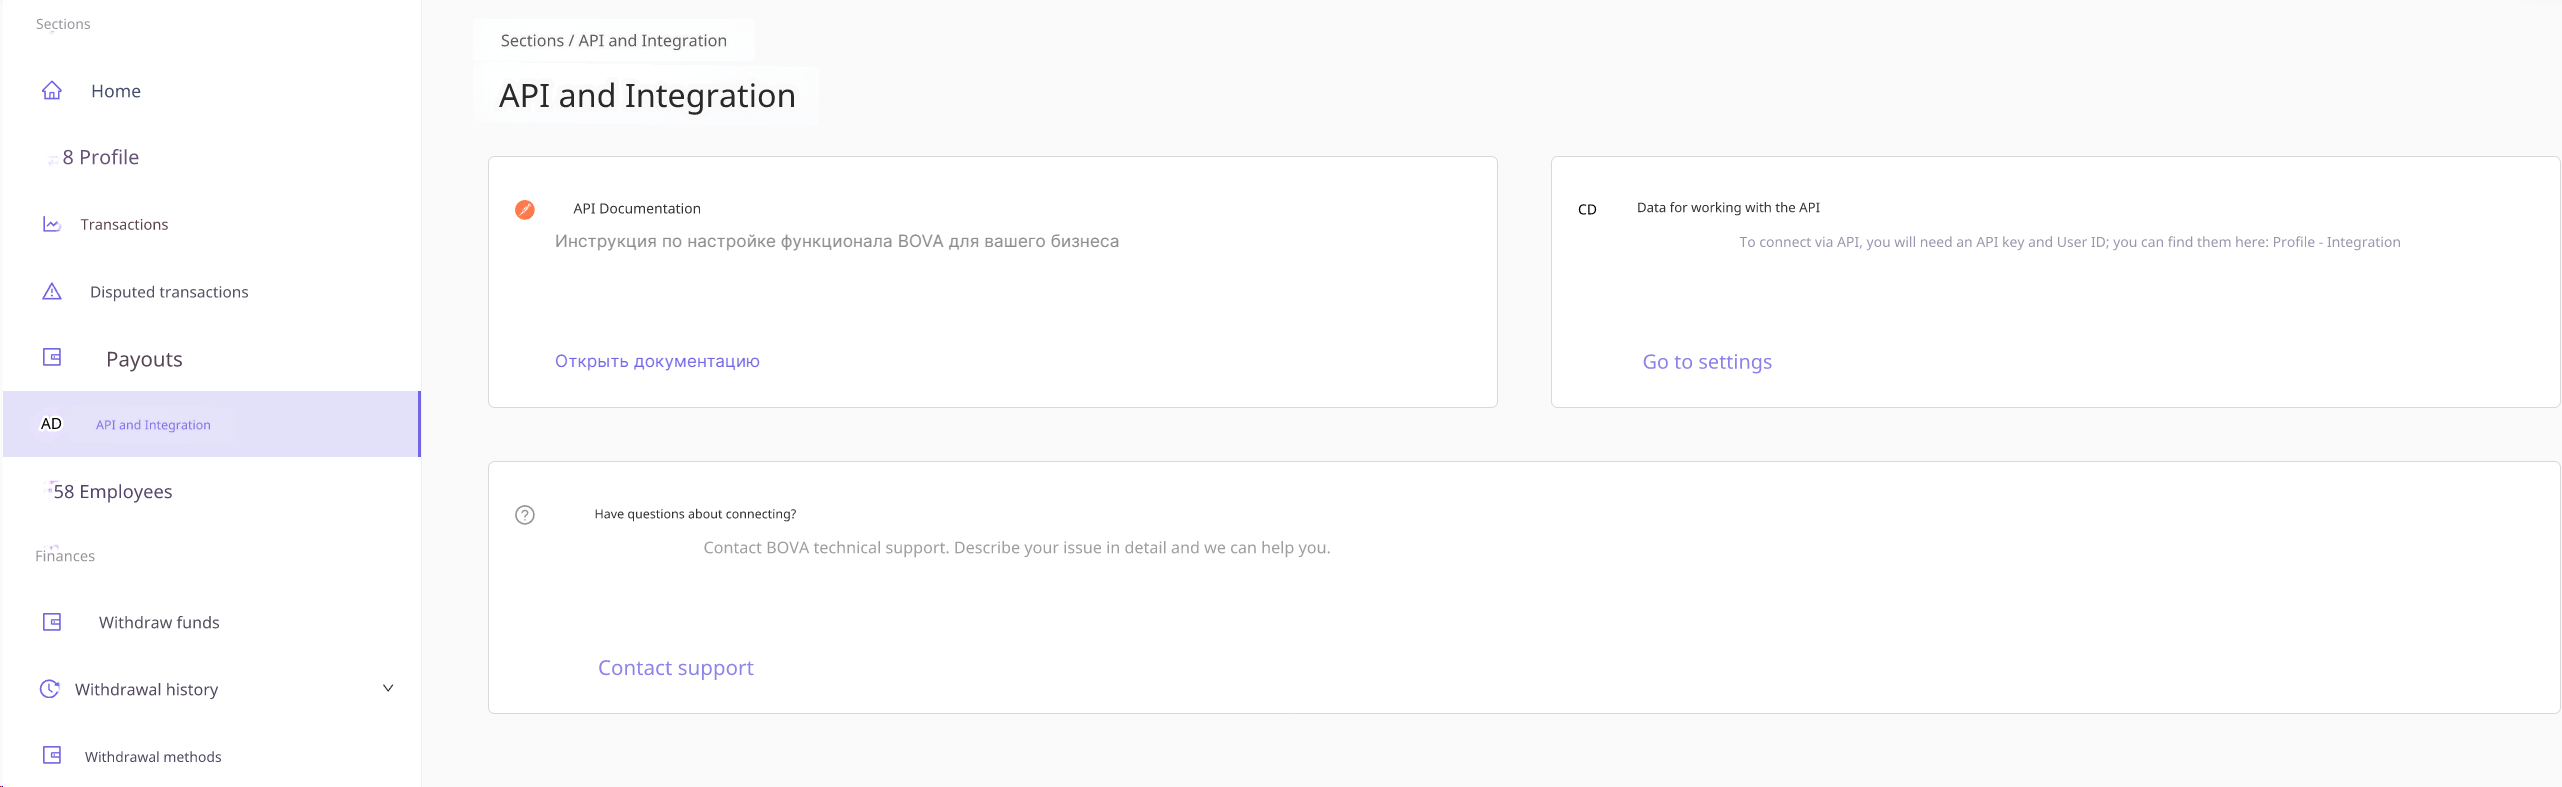 Sections
Home
8 Profile
Transactions
Disputed transactions
Payouts
AD API and Integration
58 Employees
Finances
Withdraw funds
Withdrawal history
Withdrawal methods
Sections / API and Integration
API and Integration
API Documentation
Инструкция по настройке функционала BOVA для вашего бизнеса
Открыть документацию
CD Data for working with the API
To connect via API, you will need an API key and User ID; you can find them here: Profile - Integration
Go to settings
Have questions about connecting?
Contact BOVA technical support. Describe your issue in detail and we can help you.
Contact support